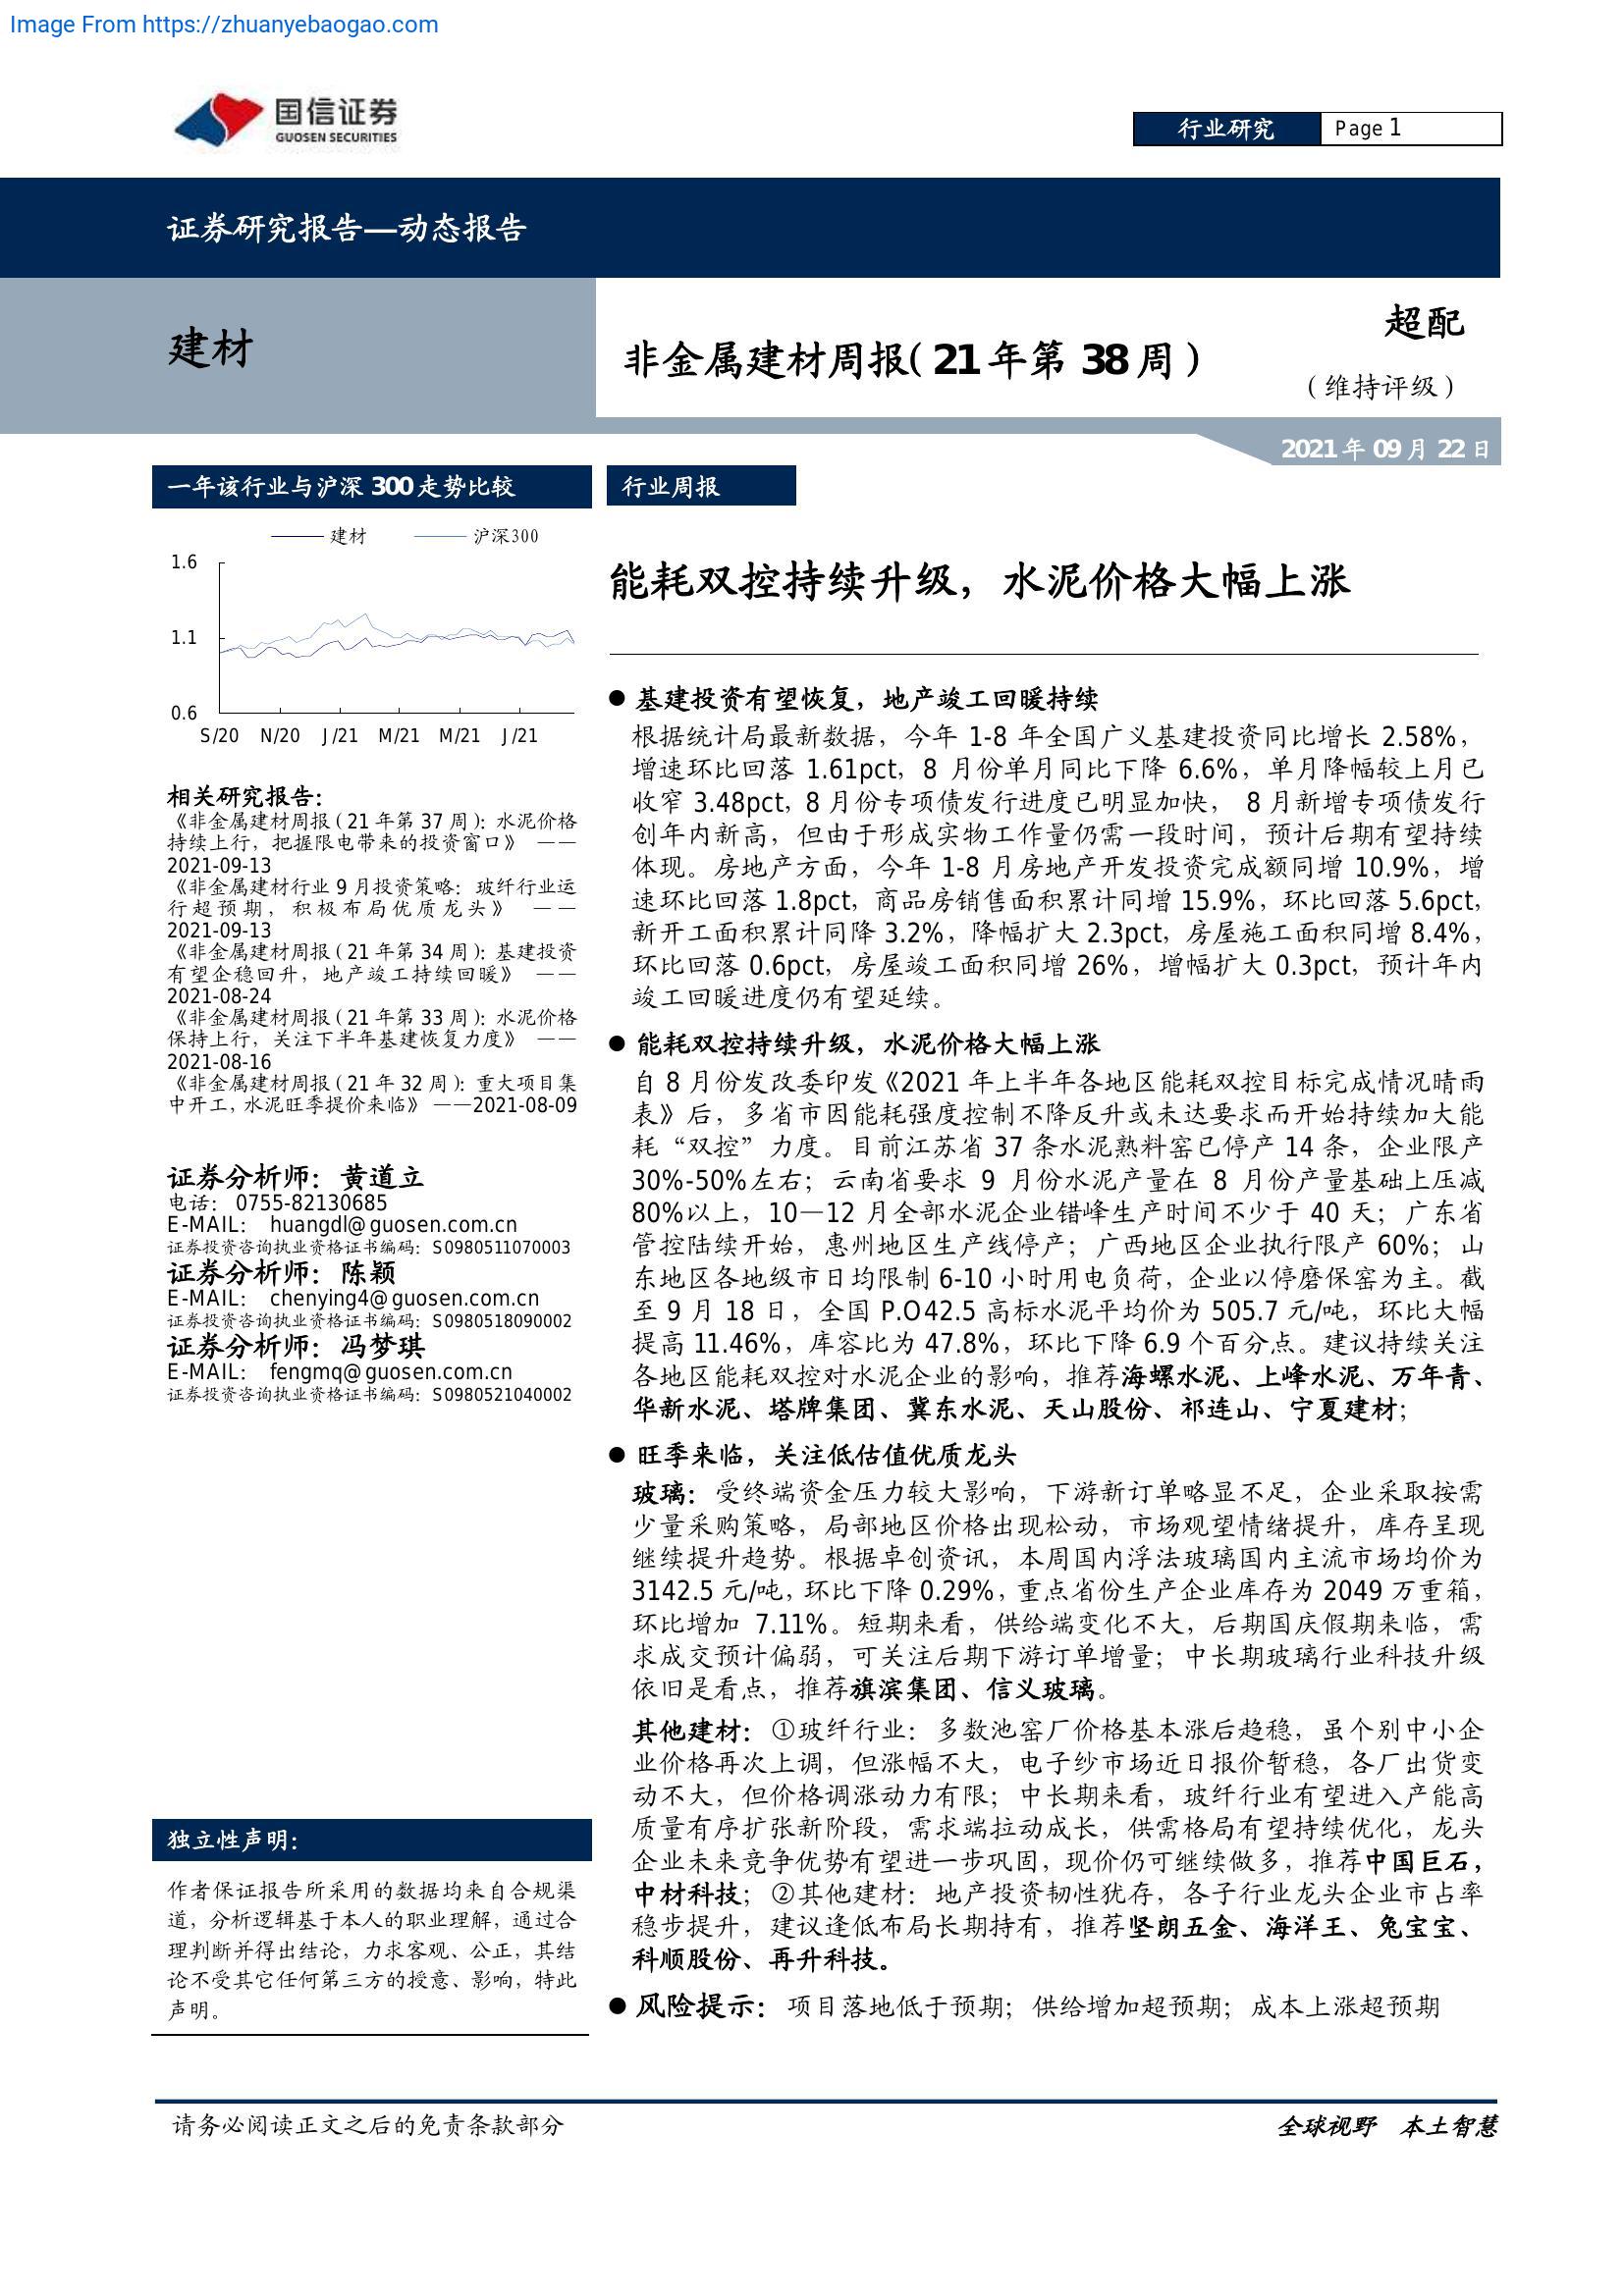 Image From https://zhuanyebaogao.com
国信证券
GUOSEN SECURITIES
行业研究
Page 1
证券研究报告—动态报告
建材
非金属建材周报(21年第 38周)
超配
(维持评级)
2021年 09月 22日
一年该行业与沪深 300走势比较
建材 沪深300
1.6
1.1
0.6
S/20 N/20 J/21 M/21 M/21 J/21
相关研究报告:
《非金属建材周报(21 年第 37 周):水泥价格
持续上行,把握限电带来的投资窗口》 ——
2021-09-13
《非金属建材行业 9 月投资策略:玻纤行业运
行超预期,积极布局优质龙头》 ——
2021-09-13
《非金属建材周报(21 年第 34 周):基建投资
有望企稳回升,地产竣工持续回暖》 ——
2021-08-24
《非金属建材周报(21 年第 33 周):水泥价格
保持上行,关注下半年基建恢复力度》 ——
2021-08-16
《非金属建材周报(21 年 32 周):重大项目集
中开工,水泥旺季提价来临》 ——2021-08-09
证券分析师:黄道立
电话: 0755-82130685
E-MAIL: huangdl@guosen.com.cn
证券投资咨询执业资格证书编码:S0980511070003
证券分析师:陈颖
E-MAIL: chenying4@guosen.com.cn
证券投资咨询执业资格证书编码:S0980518090002
证券分析师:冯梦琪
E-MAIL: fengmq@guosen.com.cn
证券投资咨询执业资格证书编码:S0980521040002
独立性声明:
作者保证报告所采用的数据均来自合规渠
道,分析逻辑基于本人的职业理解,通过合
理判断并得出结论,力求客观、公正,其结
论不受其它任何第三方的授意、影响,特此
声明。
行业周报
能耗双控持续升级,水泥价格大幅上涨
● 基建投资有望恢复,地产竣工回暖持续
根据统计局最新数据,今年 1-8 年全国广义基建投资同比增长 2.58%,
增速环比回落 1.61pct,8 月份单月同比下降 6.6%,单月降幅较上月已
收窄 3.48pct,8 月份专项债发行进度已明显加快, 8 月新增专项债发行
创年内新高,但由于形成实物工作量仍需一段时间,预计后期有望持续
体现。房地产方面,今年 1-8 月房地产开发投资完成额同增 10.9%,增
速环比回落 1.8pct,商品房销售面积累计同增 15.9%,环比回落 5.6pct,
新开工面积累计同降 3.2%,降幅扩大 2.3pct,房屋施工面积同增 8.4%,
环比回落 0.6pct,房屋竣工面积同增 26%,增幅扩大 0.3pct,预计年内
竣工回暖进度仍有望延续。
● 能耗双控持续升级,水泥价格大幅上涨
自 8 月份发改委印发《2021 年上半年各地区能耗双控目标完成情况晴雨
表》后,多省市因能耗强度控制不降反升或未达要求而开始持续加大能
耗“双控”力度。目前江苏省 37 条水泥熟料窑已停产 14 条,企业限产
30%-50%左右;云南省要求 9 月份水泥产量在 8 月份产量基础上压减
80%以上,10—12 月全部水泥企业错峰生产时间不少于 40 天;广东省
管控陆续开始,惠州地区生产线停产;广西地区企业执行限产 60%;山
东地区各地级市日均限制 6-10 小时用电负荷,企业以停磨保窑为主。截
至 9 月 18 日,全国 P.O42.5 高标水泥平均价为 505.7 元/吨,环比大幅
提高 11.46%,库容比为 47.8%,环比下降 6.9 个百分点。建议持续关注
各地区能耗双控对水泥企业的影响,推荐海螺水泥、上峰水泥、万年青、
华新水泥、塔牌集团、冀东水泥、天山股份、祁连山、宁夏建材;
● 旺季来临,关注低估值优质龙头
玻璃:受终端资金压力较大影响,下游新订单略显不足,企业采取按需
少量采购策略,局部地区价格出现松动,市场观望情绪提升,库存呈现
继续提升趋势。根据卓创资讯,本周国内浮法玻璃国内主流市场均价为
3142.5 元/吨,环比下降 0.29%,重点省份生产企业库存为 2049 万重箱,
环比增加 7.11%。短期来看,供给端变化不大,后期国庆假期来临,需
求成交预计偏弱,可关注后期下游订单增量;中长期玻璃行业科技升级
依旧是看点,推荐旗滨集团、信义玻璃。
其他建材:①玻纤行业:多数池窑厂价格基本涨后趋稳,虽个别中小企
业价格再次上调,但涨幅不大,电子纱市场近日报价暂稳,各厂出货变
动不大,但价格调涨动力有限;中长期来看,玻纤行业有望进入产能高
质量有序扩张新阶段,需求端拉动成长,供需格局有望持续优化,龙头
企业未来竞争优势有望进一步巩固,现价仍可继续做多,推荐中国巨石,
中材科技;②其他建材:地产投资韧性犹存,各子行业龙头企业市占率
稳步提升,建议逢低布局长期持有,推荐坚朗五金、海洋王、兔宝宝、
科顺股份、再升科技。
● 风险提示:项目落地低于预期;供给增加超预期;成本上涨超预期
请务必阅读正文之后的免责条款部分
全球视野 本土智慧